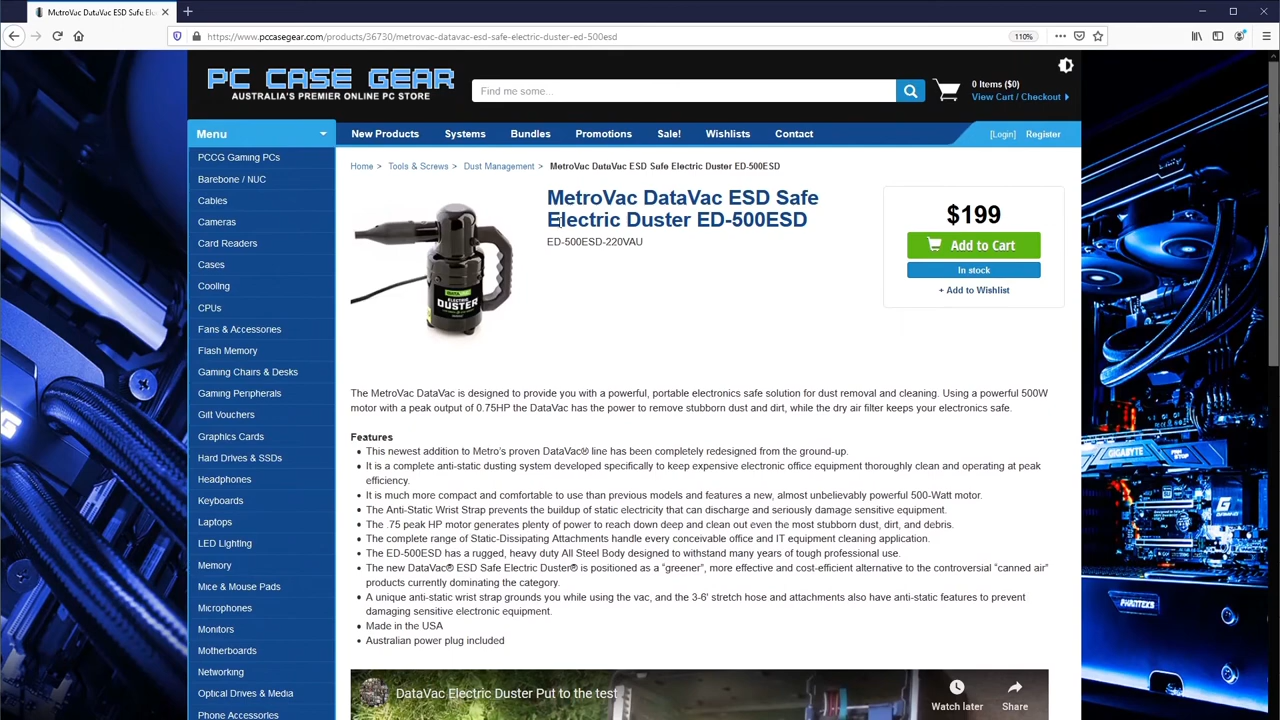 MetroVac DataVac ESD Safe Ele
https://www.pccasegear.com/products/36730/metrovac-datavac-esd-safe-electric-duster-ed-500esd
110%
PC CASE GEAR
AUSTRALIA'S PREMIER ONLINE PC STORE
Find me some...
0 Items ($0)
View Cart / Checkout
Menu
New Products
Systems
Bundles
Promotions
Sale!
Wishlists
Contact
[Login]
Register
PCCG Gaming PCs
Barebone / NUC
Cables
Cameras
Card Readers
Cases
Cooling
CPUs
Fans & Accessories
Flash Memory
Gaming Chairs & Desks
Gaming Peripherals
Gift Vouchers
Graphics Cards
Hard Drives & SSDs
Headphones
Keyboards
Laptops
LED Lighting
Memory
Mice & Mouse Pads
Microphones
Monitors
Motherboards
Networking
Optical Drives & Media
Phone Accessories
Home > Tools & Screws > Dust Management > MetroVac DataVac ESD Safe Electric Duster ED-500ESD
MetroVac DataVac ESD Safe
Electric Duster ED-500ESD
ED-500ESD-220VAU
ELECTRIC
DUSTER
$199
Add to Cart
In stock
+ Add to Wishlist
The MetroVac DataVac is designed to provide you with a powerful, portable electronics safe solution for dust removal and cleaning. Using a powerful 500W
motor with a peak output of 0.75HP the DataVac has the power to remove stubborn dust and dirt, while the dry air filter keeps your electronics safe.
Features
This newest addition to Metro's proven DataVac® line has been completely redesigned from the ground-up.
It is a complete anti-static dusting system developed specifically to keep expensive electronic office equipment thoroughly clean and operating at peak
efficiency.
It is much more compact and comfortable to use than previous models and features a new, almost unbelievably powerful 500-Watt motor.
The Anti-Static Wrist Strap prevents the buildup of static electricity that can discharge and seriously damage sensitive equipment.
The .75 peak HP motor generates plenty of power to reach down deep and clean out even the most stubborn dust, dirt, and debris.
The complete range of Static-Dissipating Attachments handle every conceivable office and IT equipment cleaning application.
The ED-500ESD has a rugged, heavy duty All Steel Body designed to withstand many years of tough professional use.
The new DataVac® ESD Safe Electric Duster® is positioned as a "greener", more effective and cost-efficient alternative to the controversial "canned air"
products currently dominating the category.
A unique anti-static wrist strap grounds you while using the vac, and the 3-6' stretch hose and attachments also have anti-static features to prevent
damaging sensitive electronic equipment.
Made in the USA
Australian power plug included
DataVac Electric Duster Put to the test
Watch later
Share
GIGABYTE
PHANTEKS